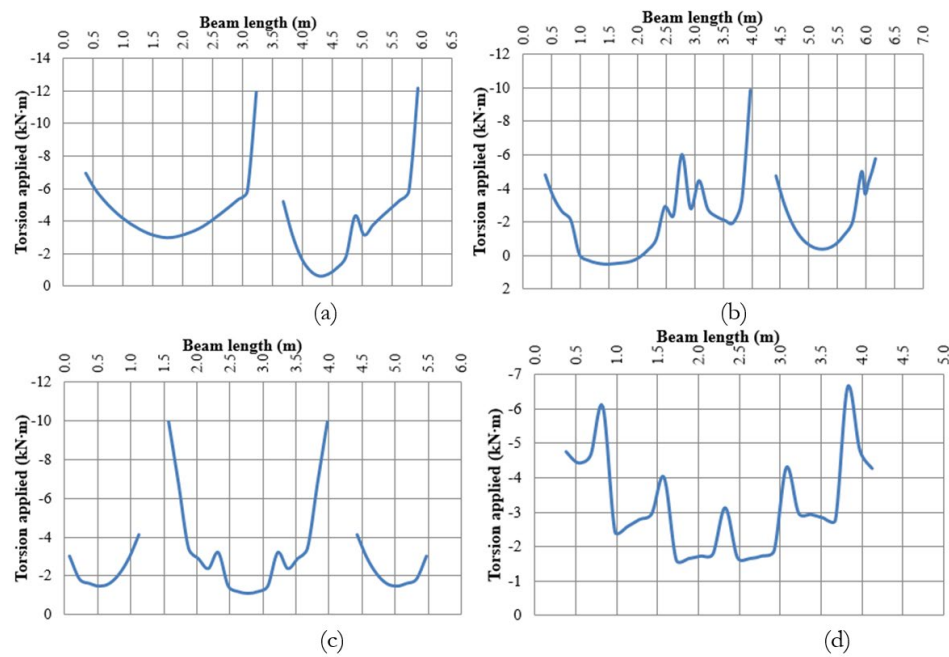 Beam length (m)
0.0 0.5 1.0 1.5 2.0 2.5 3.0 3.5 4.0 4.5 5.0 5.5 6.0 6.5
Torsion applied (kN·m)
-14
-12
-10
-8
-6
-4
-2
0
(a)
Beam length (m)
0.0 0.5 1.0 1.5 2.0 2.5 3.0 3.5 4.0 4.5 5.0 5.5 6.0 6.5 7.0
Torsion applied (kN·m)
-12
-10
-8
-6
-4
-2
0
2
(b)
Beam length (m)
0.0 0.5 1.0 1.5 2.0 2.5 3.0 3.5 4.0 4.5 5.0 5.5 6.0
Torsion applied (kN·m)
-12
-10
-8
-6
-4
-2
0
(c)
Beam length (m)
0.0 0.5 1.0 1.5 2.0 2.5 3.0 3.5 4.0 4.5 5.0
Torsion applied (kN·m)
-7
-6
-5
-4
-3
-2
-1
0
(d)